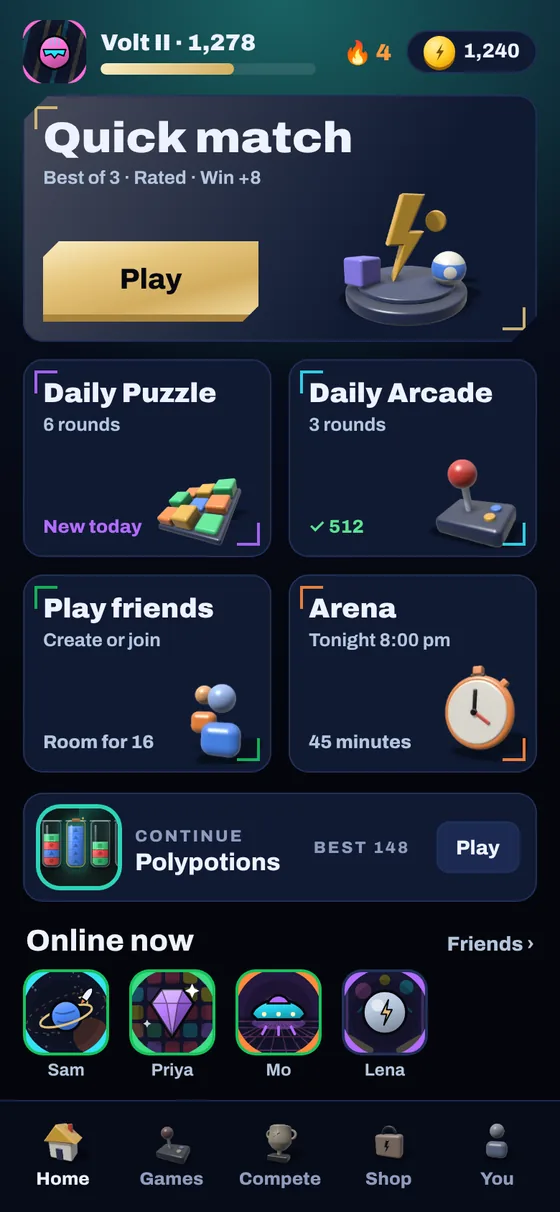 Volt II · 1,278
4
1,240
Quick match
Best of 3 · Rated · Win +8
Play
Daily Puzzle
6 rounds
New today
Daily Arcade
3 rounds
✓ 512
Play friends
Create or join
Room for 16
Arena
Tonight 8:00 pm
45 minutes
CONTINUE
Polypotions
BEST 148
Play
Online now
Friends ›
Sam
Priya
Mo
Lena
Home
Games
Compete
Shop
You